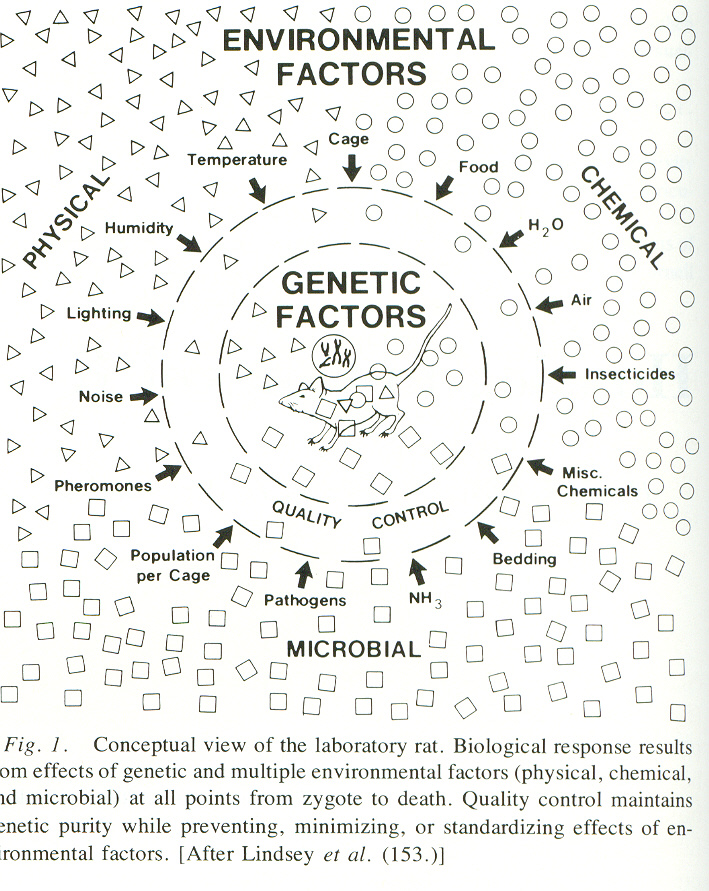 ENVIRONMENTAL
FACTORS
Cage
Temperature
Food
PHYSICAL
CHEMICAL
Humidity
H2O
GENETIC
FACTORS
Lighting
Air
Noise
Insecticides
Pheromones
Misc.
Chemicals
QUALITY CONTROL
Population
per Cage
Bedding
Pathogens
NH3
MICROBIAL
Fig. 1. Conceptual view of the laboratory rat. Biological response results
om effects of genetic and multiple environmental factors (physical, chemical,
nd microbial) at all points from zygote to death. Quality control maintains
enetic purity while preventing, minimizing, or standardizing effects of en-
ironmental factors. [After Lindsey et al. (153.)]